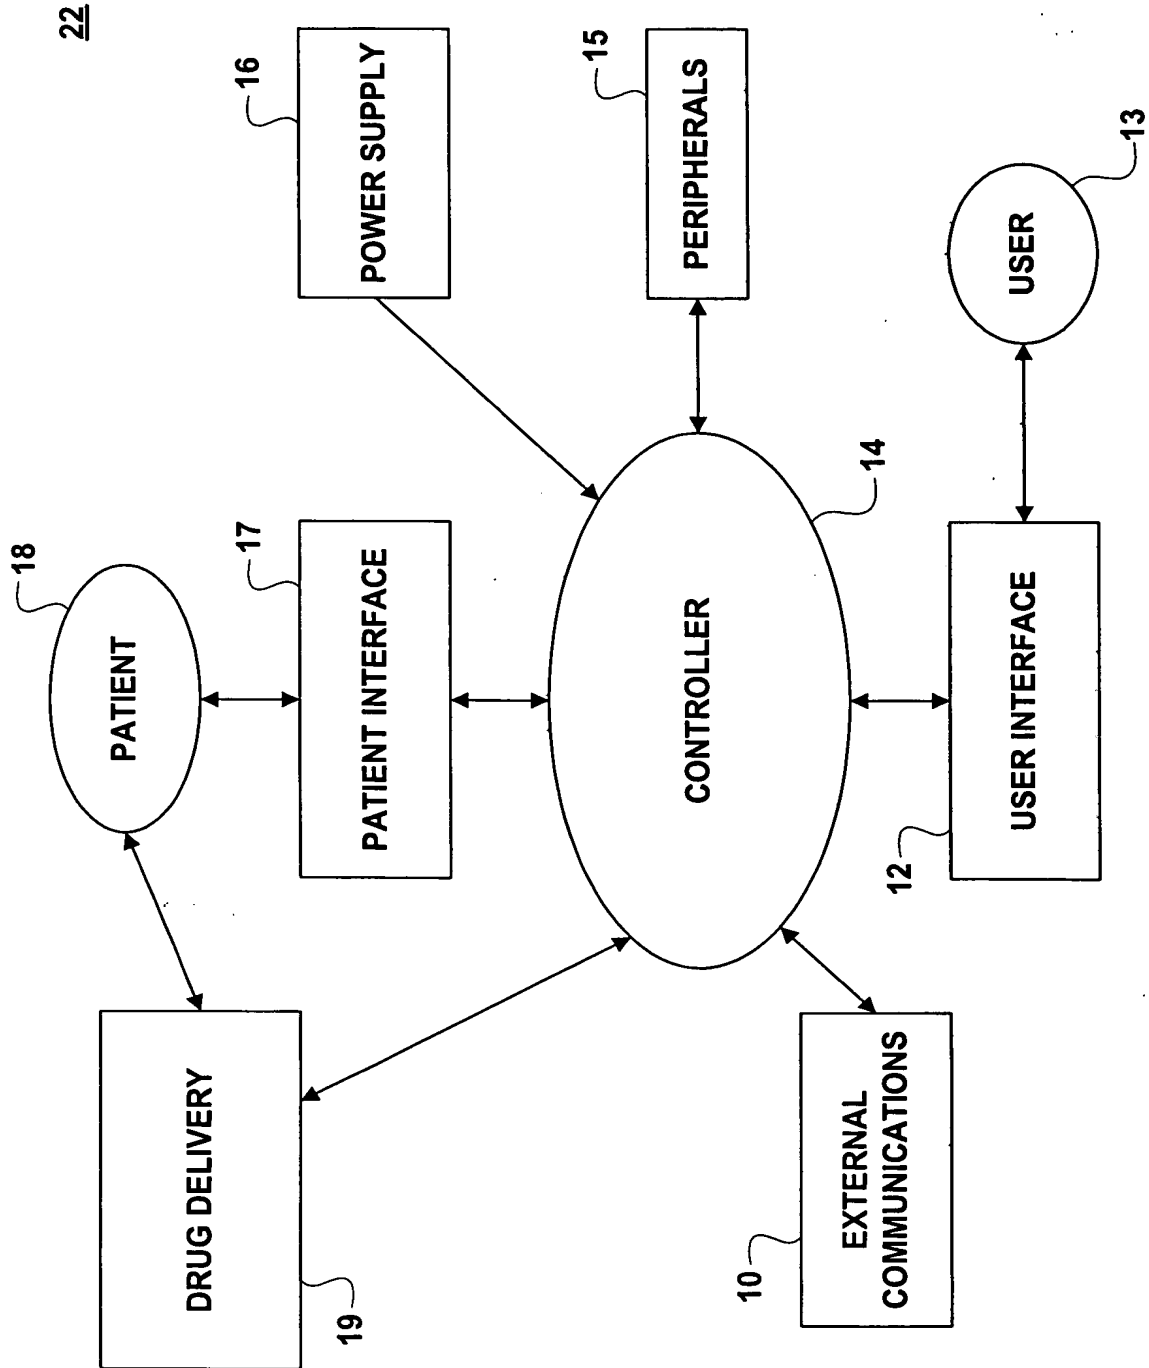 18
22
PATIENT
DRUG DELIVERY
17
16
19
PATIENT INTERFACE
POWER SUPPLY
15
CONTROLLER
PERIPHERALS
10
EXTERNAL
COMMUNICATIONS
14
12
USER INTERFACE
USER
13